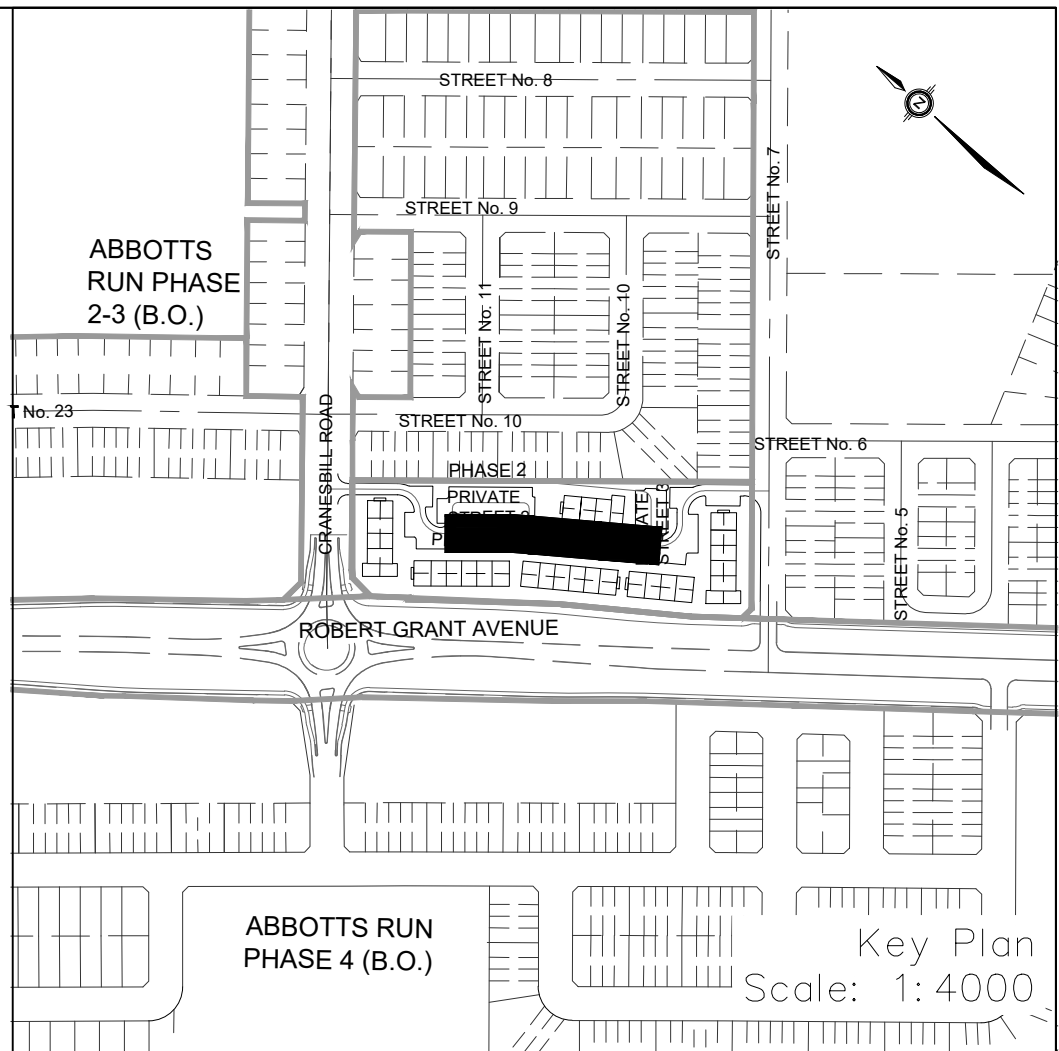 STREET No. 8
N
STREET No. 7
STREET No. 9
ABBOTTS
RUN PHASE
2-3 (B.O.)
STREET No. 11
STREET No. 10
CRANESBILL ROAD
T No. 23
STREET No. 10
STREET No. 6
PHASE 2
PRIVATE
STREET No. 5
ROBERT GRANT AVENUE
ABBOTTS RUN
PHASE 4 (B.O.)
Key Plan
Scale: 1:4000